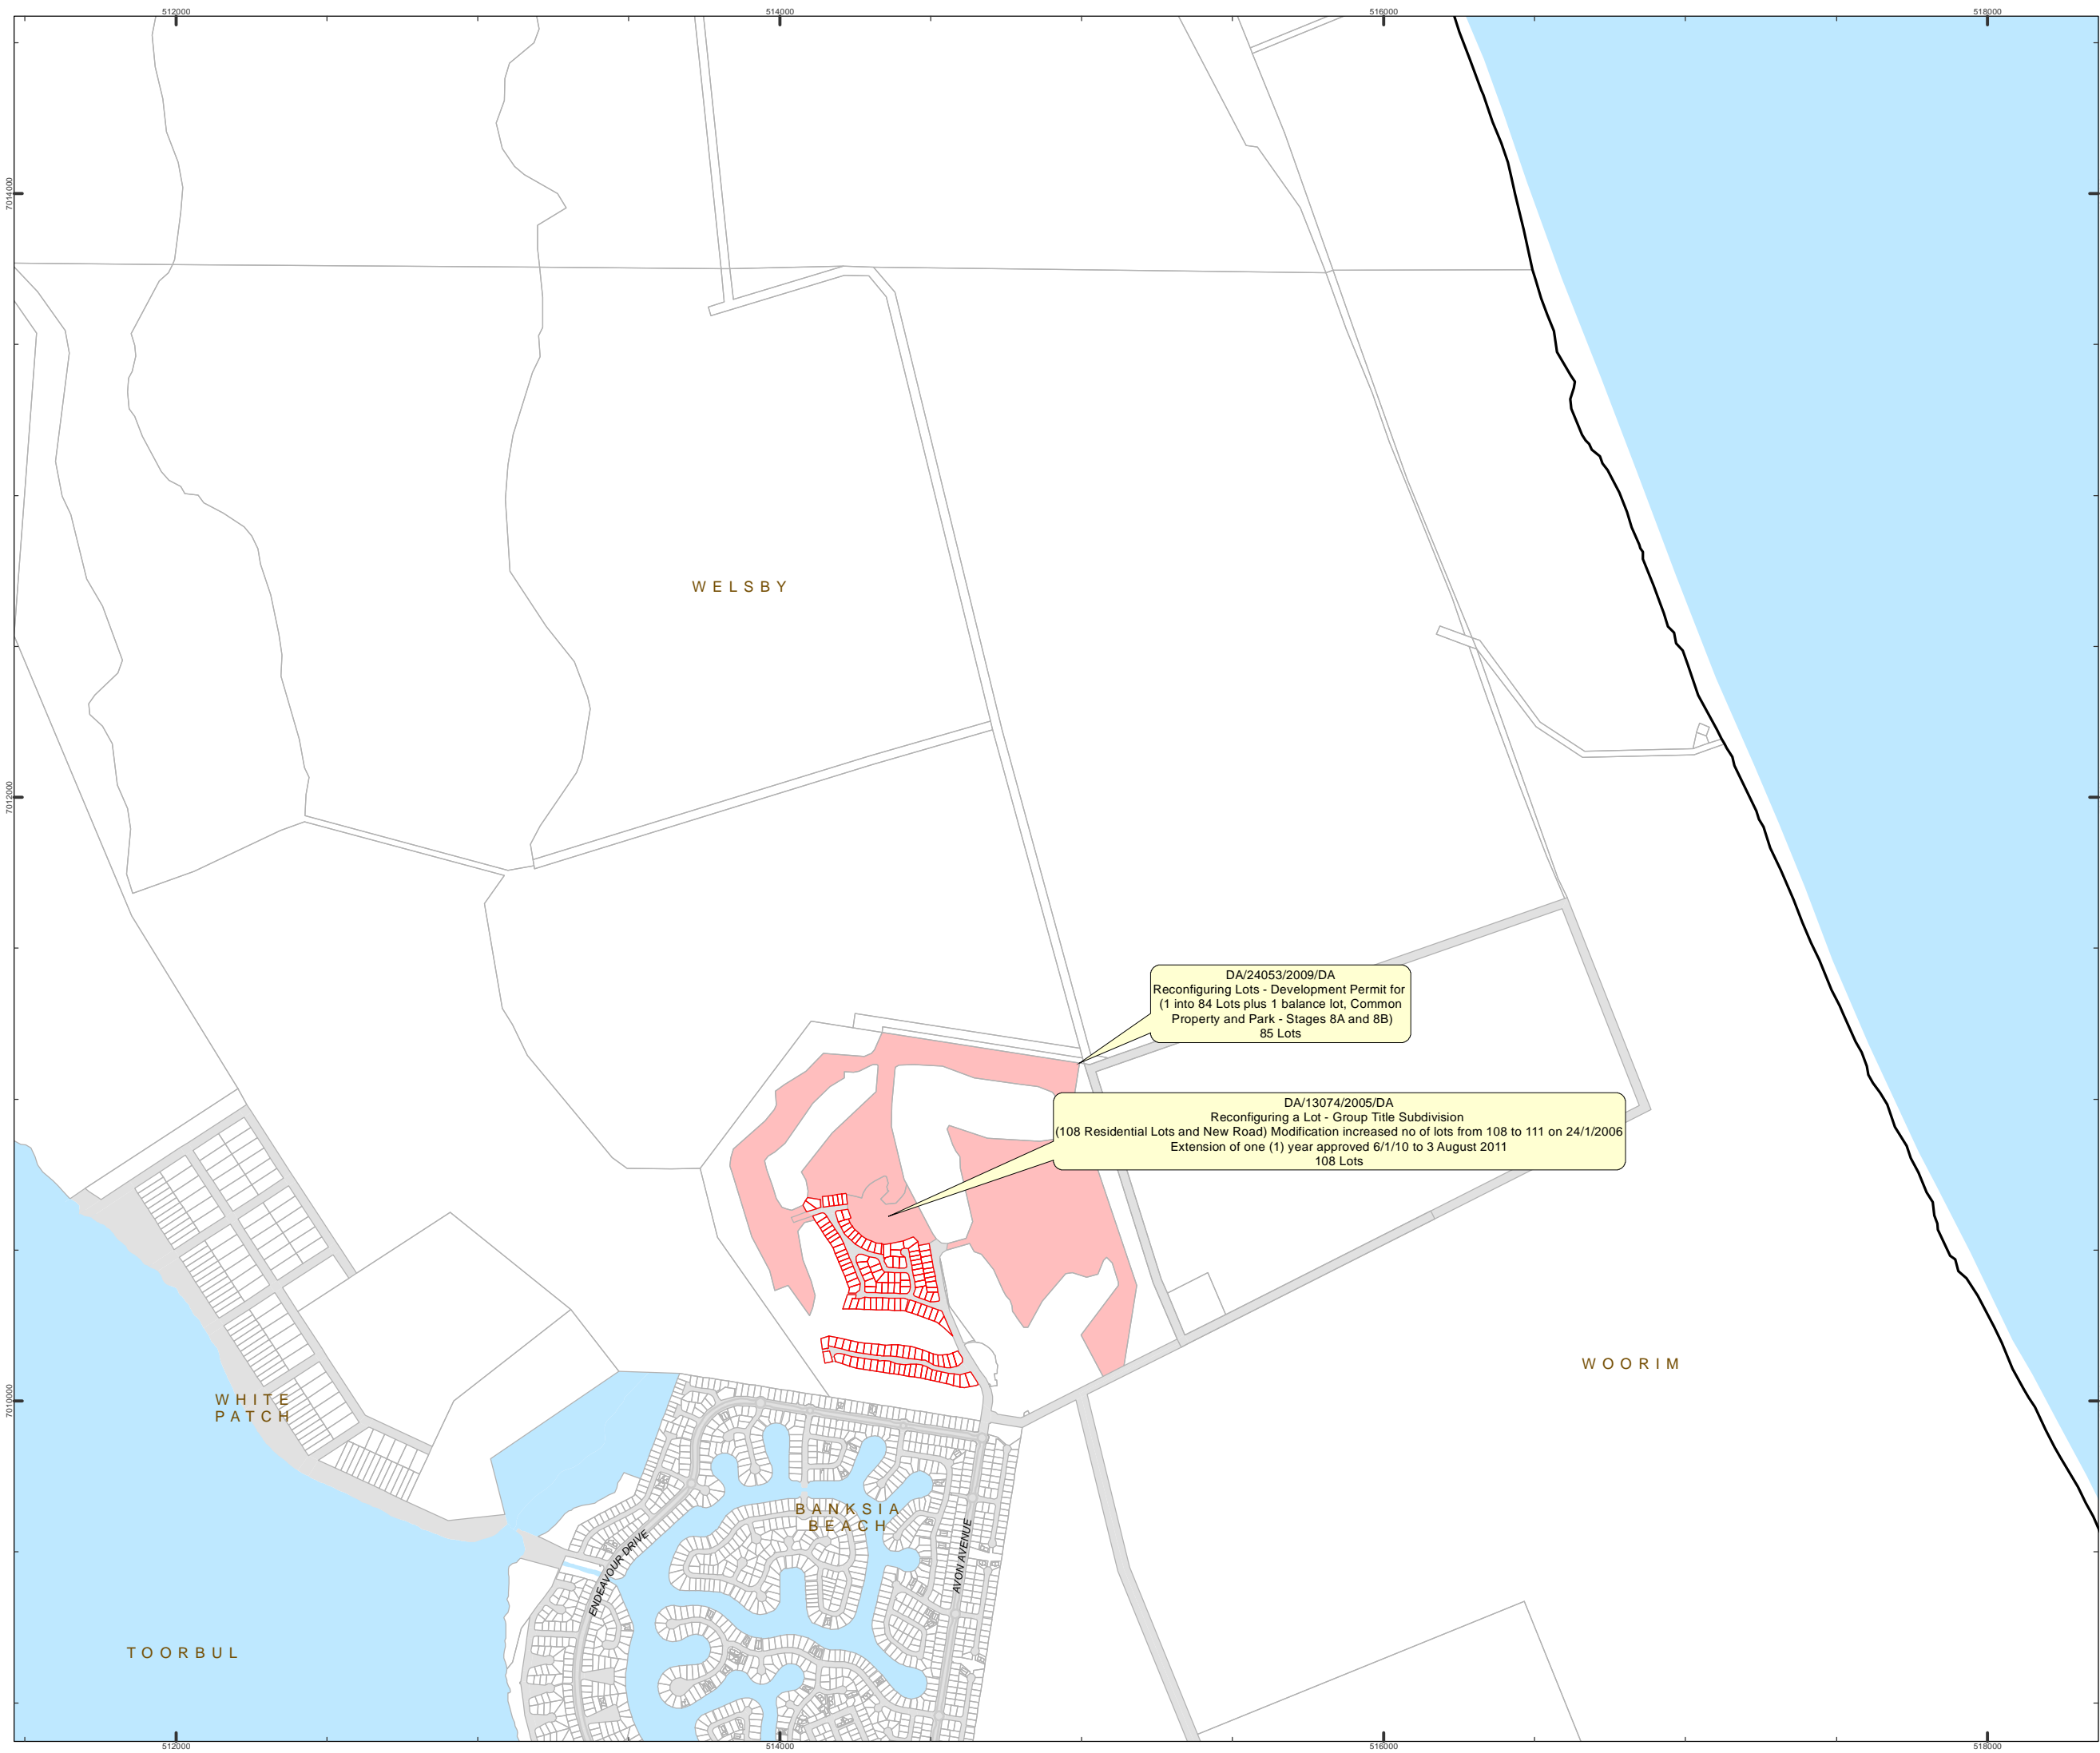 512000
514000
516000
518000
7014000
WELSBY
7012000
DA/24053/2009/DA
Reconfiguring Lots - Development Permit for
(1 into 84 Lots plus 1 balance lot, Common
Property and Park - Stages 8A and 8B)
85 Lots
DA/13074/2005/DA
Reconfiguring a Lot - Group Title Subdivision
(108 Residential Lots and New Road) Modification increased no of lots from 108 to 111 on 24/1/2006
Extension of one (1) year approved 6/1/10 to 3 August 2011
108 Lots
WOORIM
7010000
WHITE
PATCH
BANKSIA
BEACH
ENDEAVOUR DRIVE
AVON AVENUE
TOORBUL
512000
514000
516000
518000